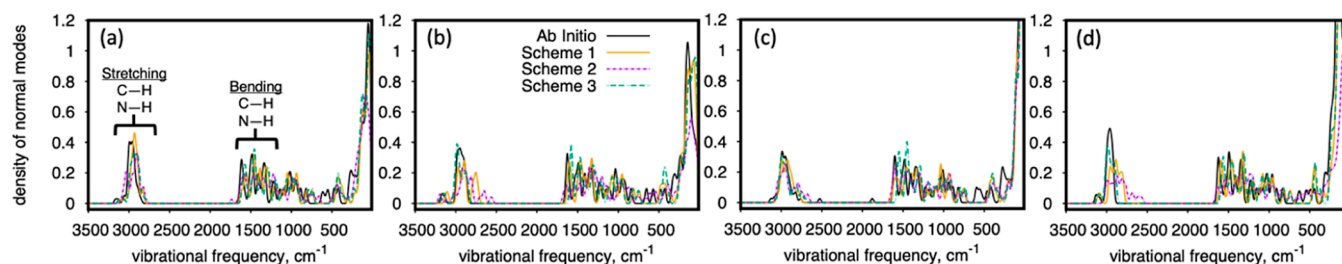 density of normal modes
1.2
1
0.8
0.6
0.4
0.2
0
(a)
Stretching
C—H
N—H
Bending
C—H
N—H
3500 3000 2500 2000 1500 1000 500
vibrational frequency, cm-1
1.2
1
0.8
0.6
0.4
0.2
0
(b)
Ab Initio
Scheme 1
Scheme 2
Scheme 3
3500 3000 2500 2000 1500 1000 500
vibrational frequency, cm-1
1.2
1
0.8
0.6
0.4
0.2
0
(c)
3500 3000 2500 2000 1500 1000 500
vibrational frequency, cm-1
1.2
1
0.8
0.6
0.4
0.2
0
(d)
3500 3000 2500 2000 1500 1000 500
vibrational frequency, cm-1